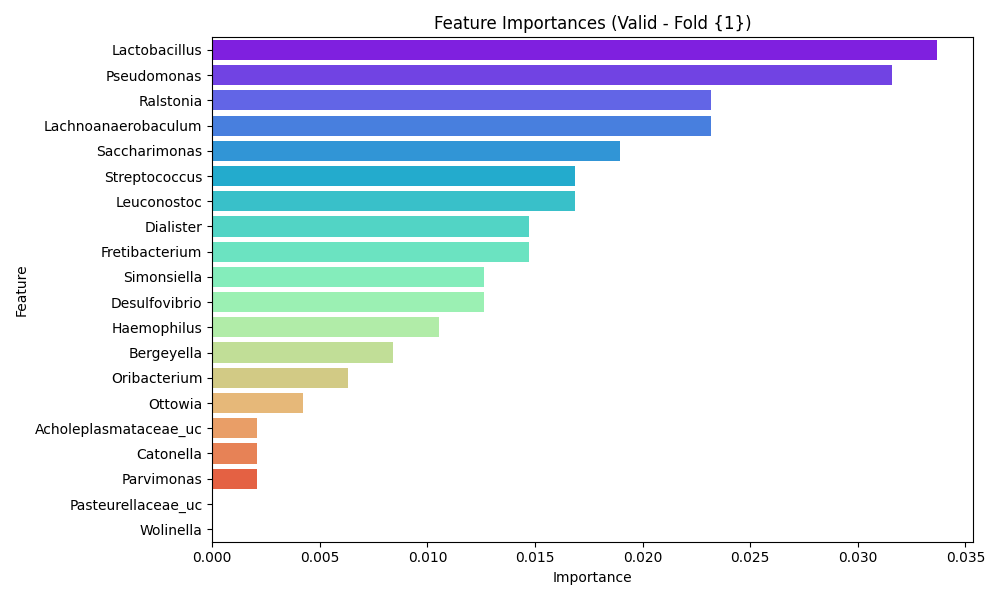 Feature Importances (Valid - Fold {1})
Lactobacillus
Pseudomonas
Ralstonia
Lachnoanaerobaculum
Saccharimonas
Streptococcus
Leuconostoc
Dialister
Fretibacterium
Simonsiella
Desulfovibrio
Haemophilus
Bergeyella
Oribacterium
Ottowia
Acholeplasmataceae_uc
Catonella
Parvimonas
Pasteurellaceae_uc
Wolinella
Feature
0.000 0.005 0.010 0.015 0.020 0.025 0.030 0.035
Importance